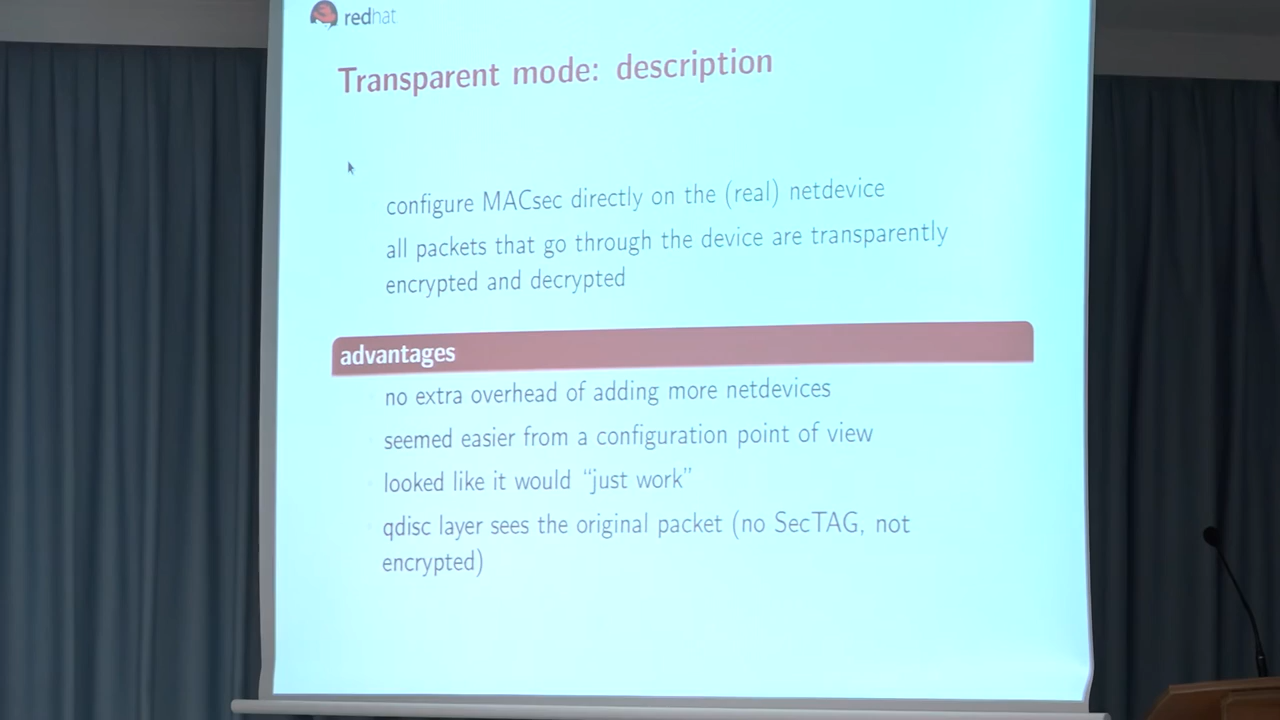 redhat
Transparent mode: description
configure MACsec directly on the (real) netdevice
all packets that go through the device are transparently
encrypted and decrypted
advantages
no extra overhead of adding more netdevices
seemed easier from a configuration point of view
looked like it would “just work”
qdisc layer sees the original packet (no SecTAG, not
encrypted)